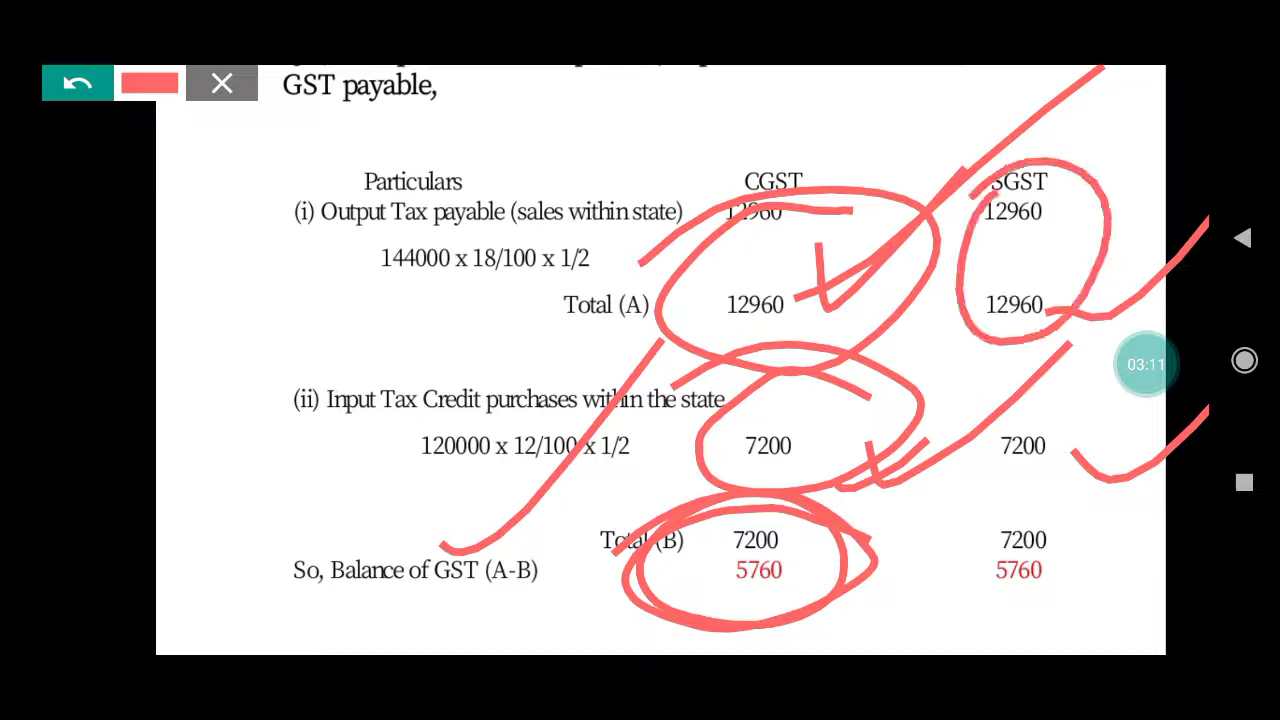 GST payable,
Particulars CGST SGST
(i) Output Tax payable (sales within state) 12960 12960
144000 x 18/100 x 1/2
Total (A) 12960 12960
03:11
(ii) Input Tax Credit purchases within the state
120000 x 12/100 x 1/2 7200 7200
Total (B) 7200 7200
So, Balance of GST (A-B) 5760 5760